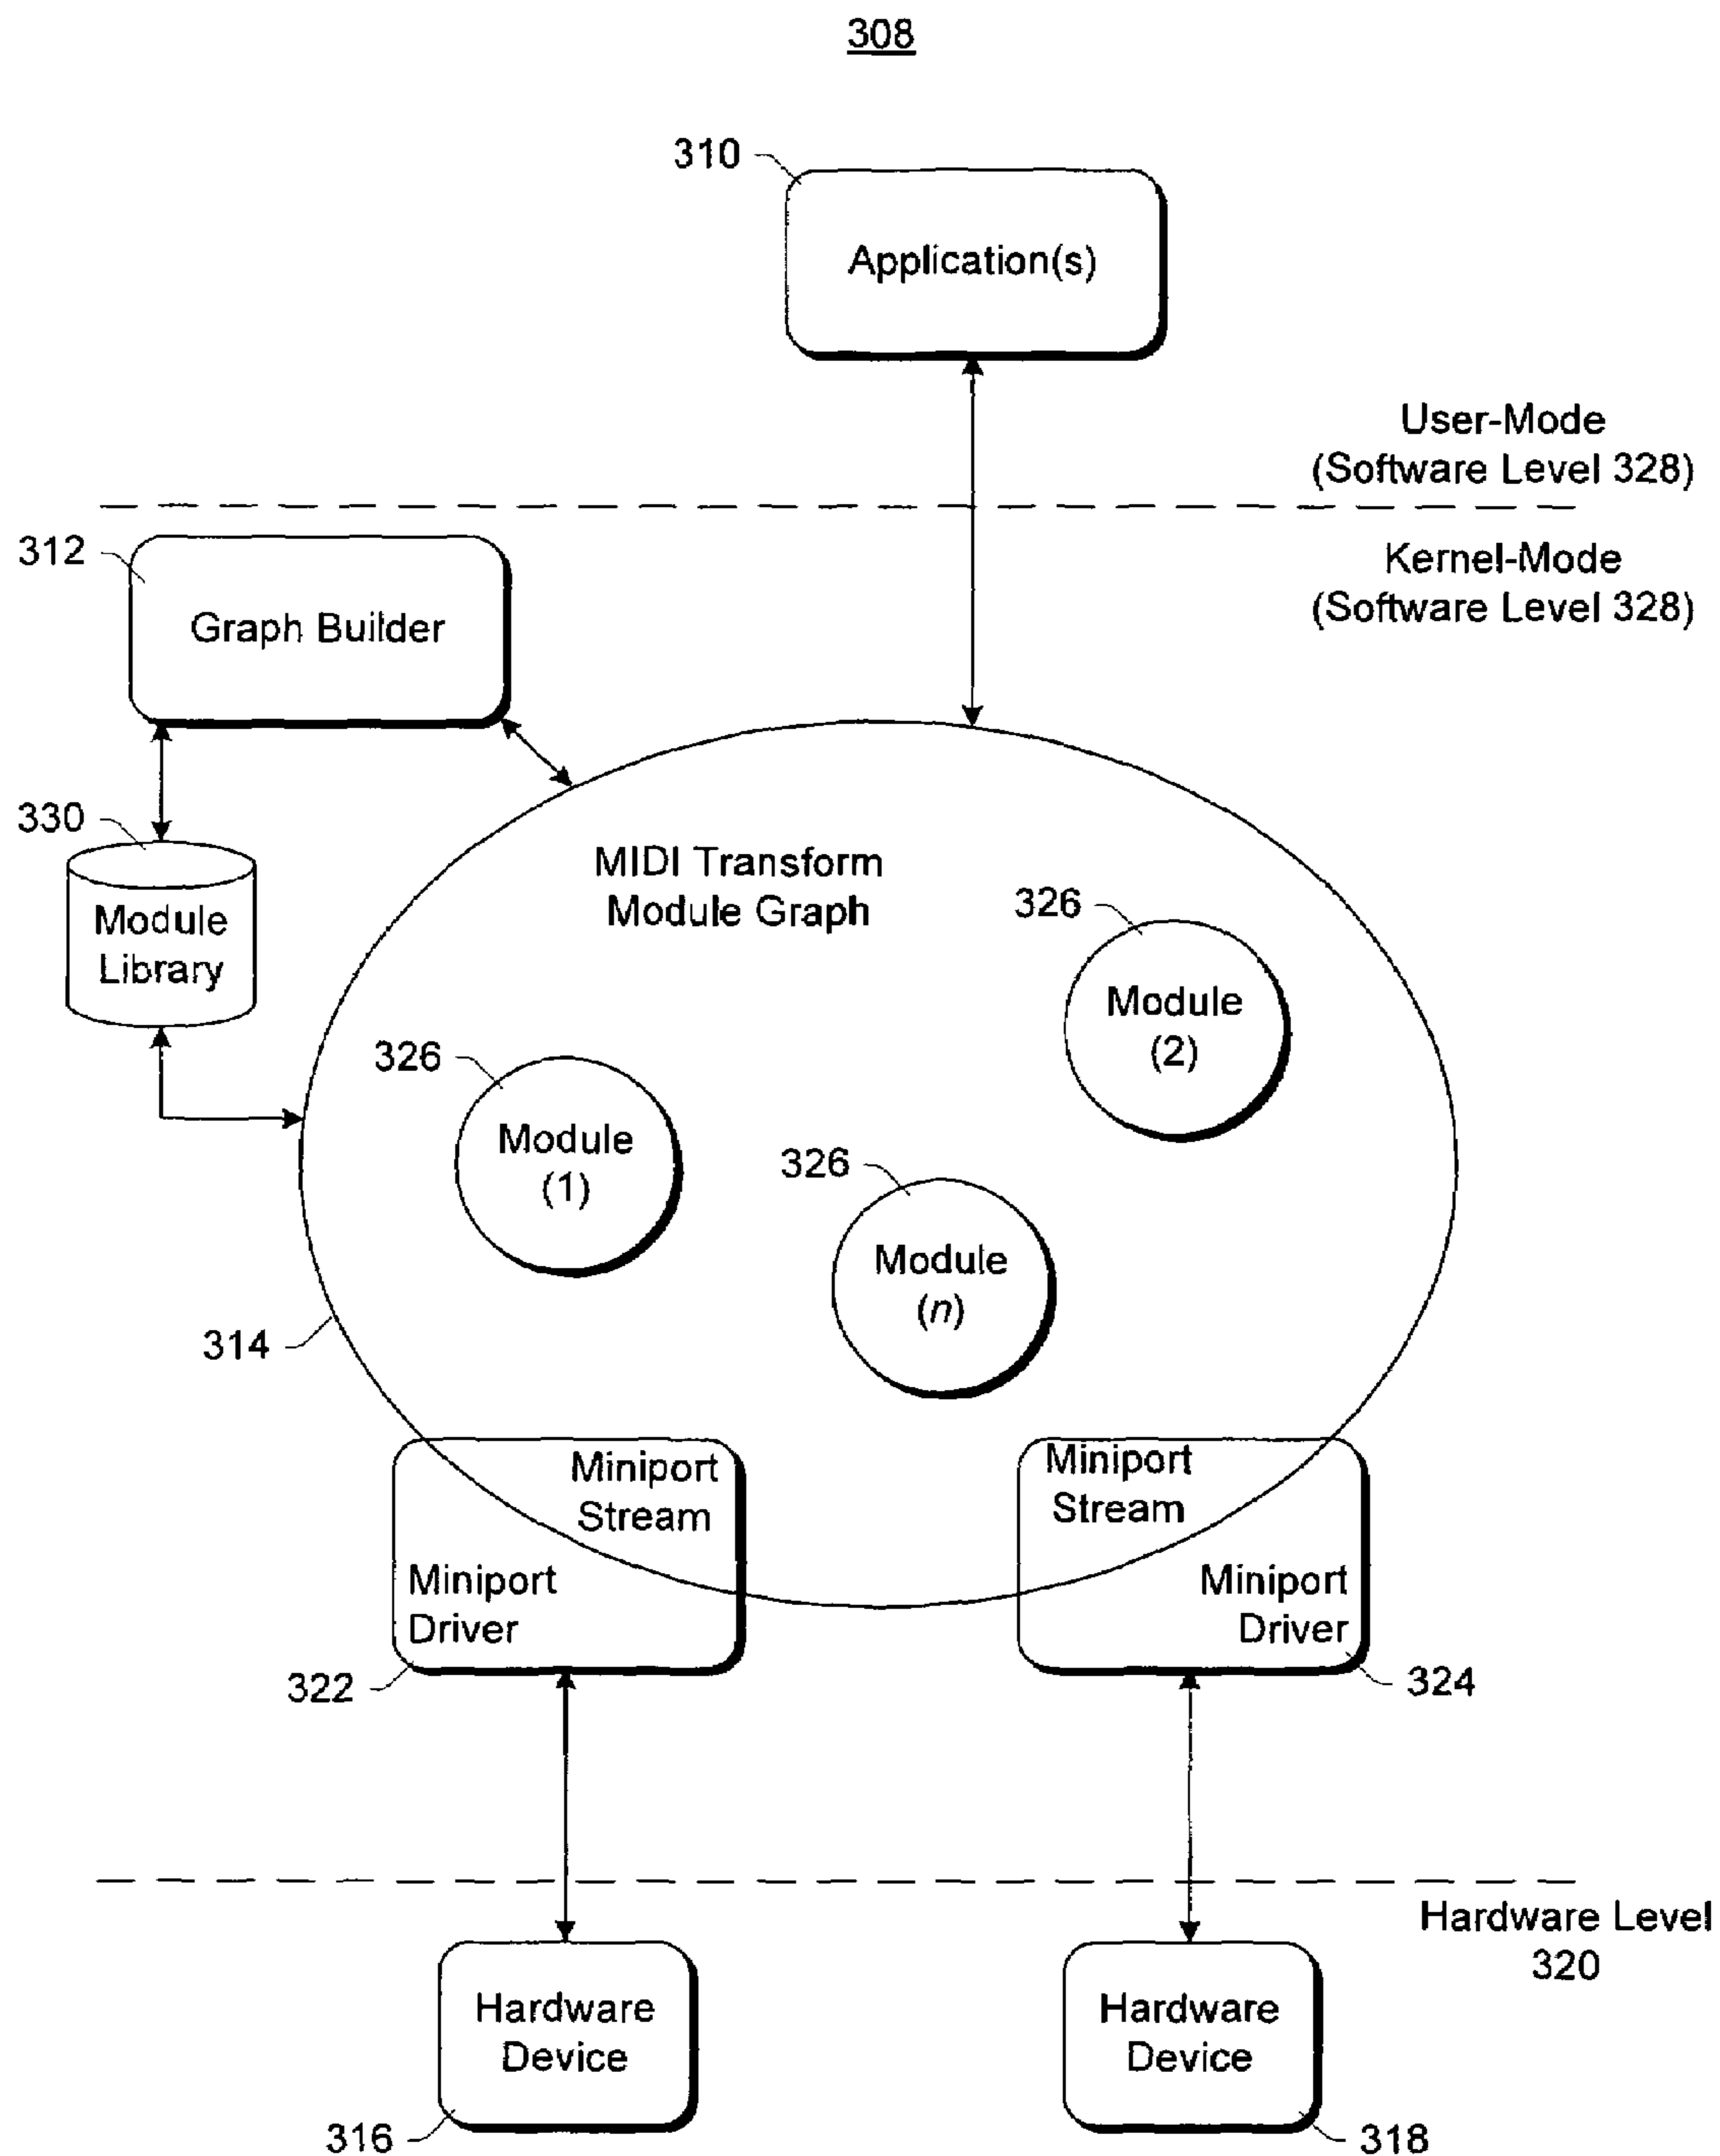 308
310
Application(s)
User-Mode
(Software Level 328)
312
Kernel-Mode
(Software Level 328)
Graph Builder
330
Module
Library
MIDI Transform
Module Graph
326
Module
(2)
326
Module
(1)
326
Module
(n)
314
Miniport
Stream
Miniport
Driver
322
Miniport
Stream
Miniport
Driver
324
Hardware Level
320
Hardware
Device
316
Hardware
Device
318